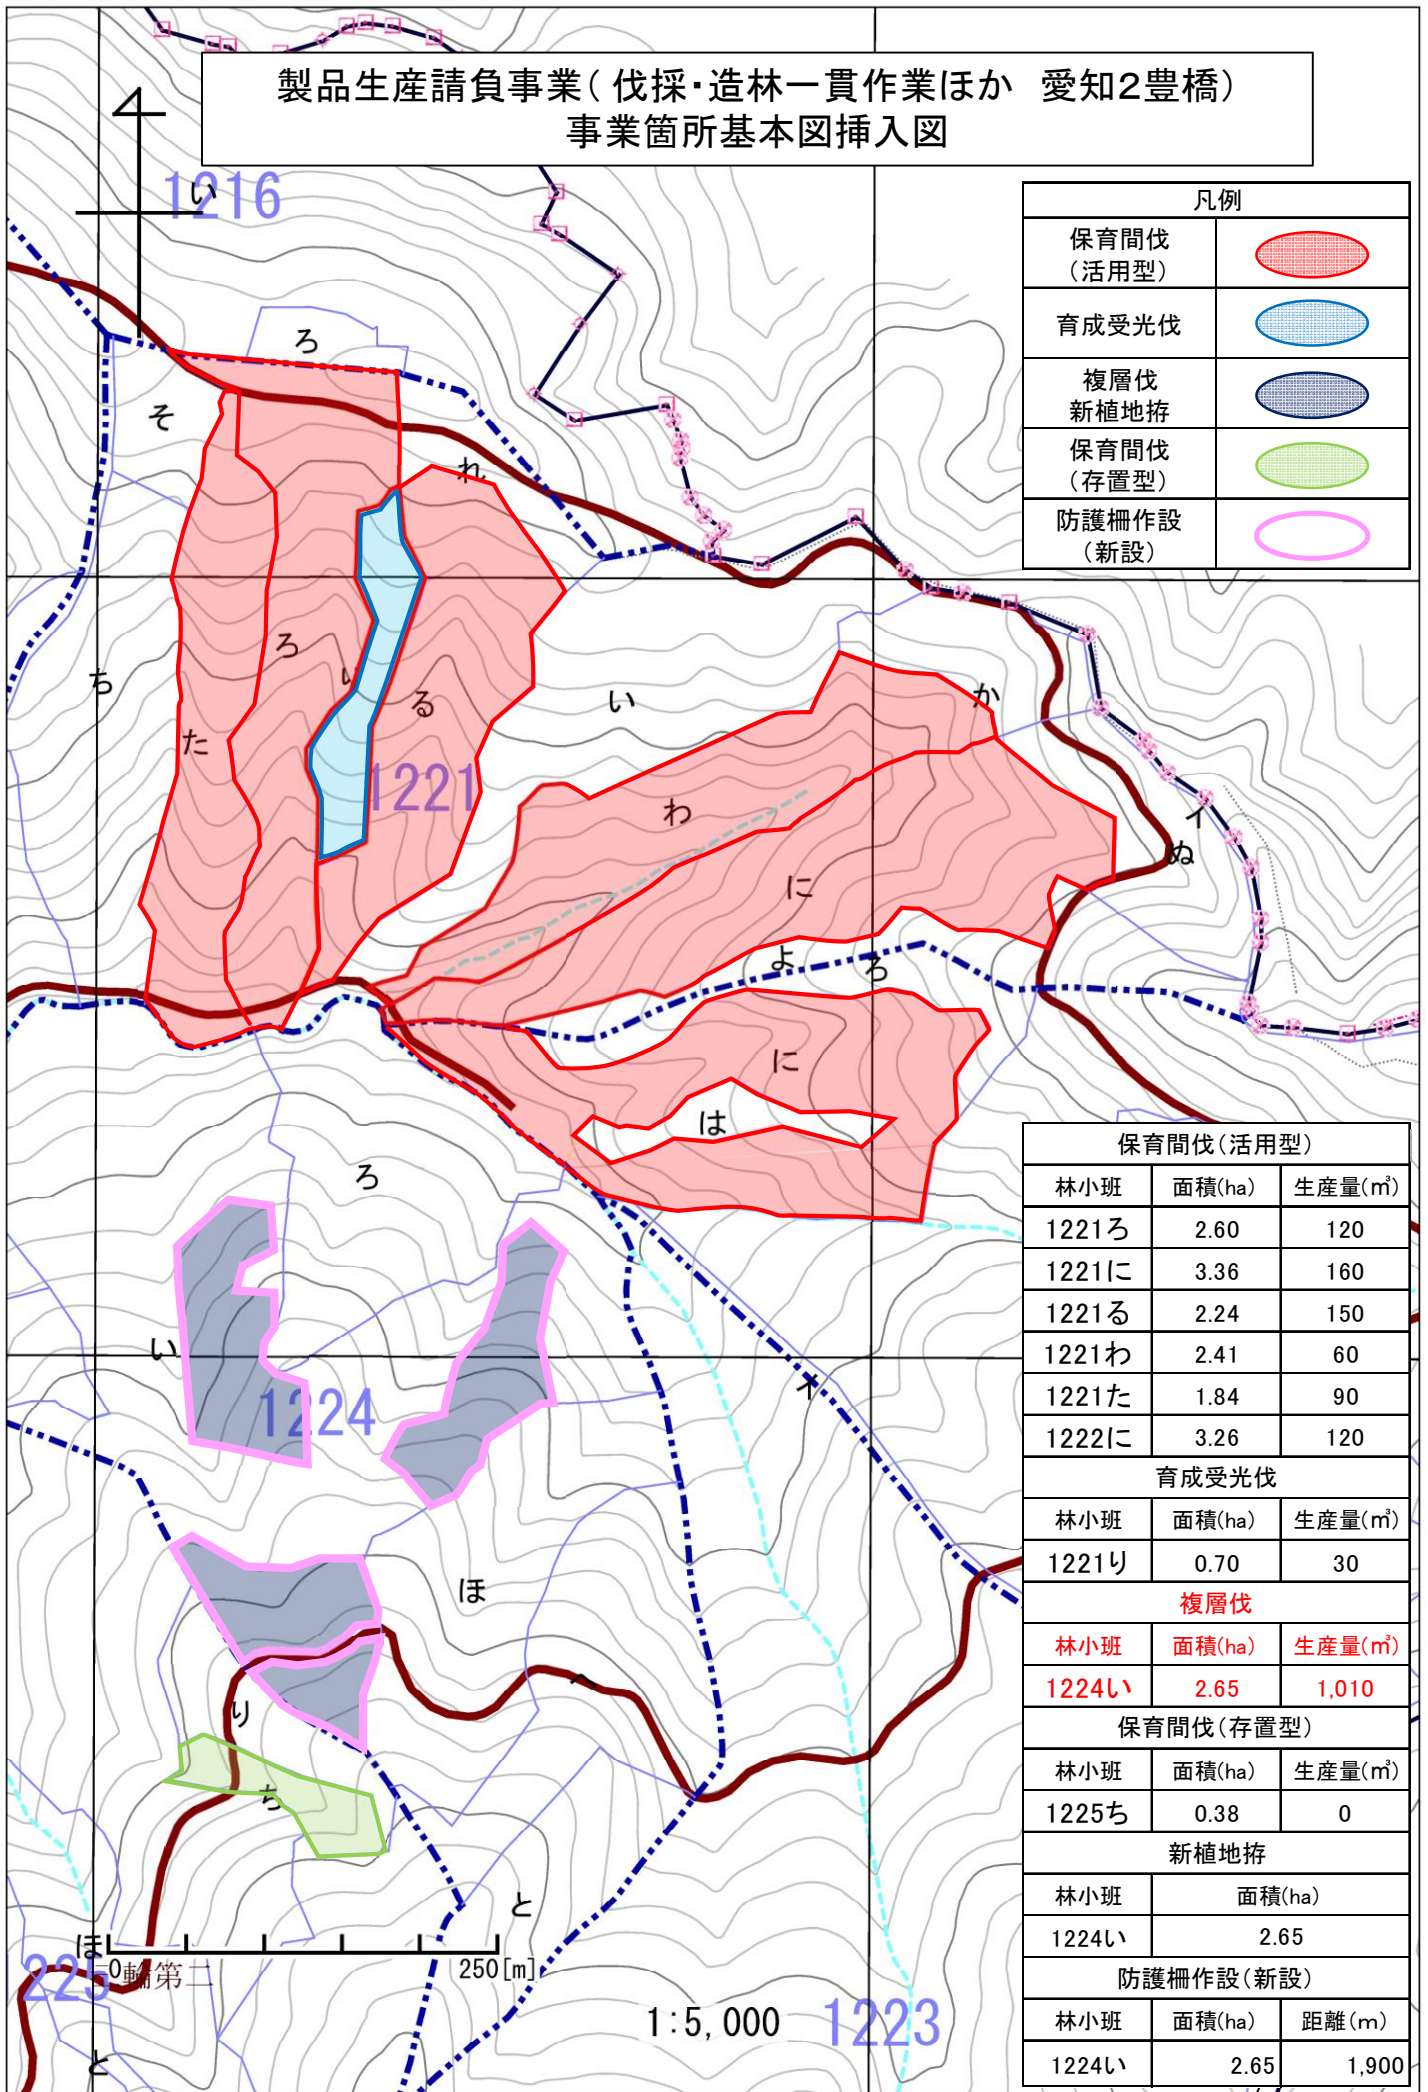 製品生産請負事業（伐採・造林一貫作業ほか　愛知２豊橋）
事業箇所基本図挿入図
1216
い
凡例
保育間伐
（活用型）
育成受光伐
複層伐
新植地拵
保育間伐
（存置型）
防護柵作設
（新設）
ろ
そ
れ
ろ
ち
り
る
い
か
た
1221
わ
イ
ぬ
に
よ
ろ
に
は
ろ
い
1224
イ
ほ
へ
り
ち
と
ほ
0
250[m]
225
輪第二
1:5,000
1223
と
保育間伐（活用型）
林小班 面積(ha) 生産量(㎥)
1221ろ 2.60 120
1221に 3.36 160
1221る 2.24 150
1221わ 2.41 60
1221た 1.84 90
1222に 3.26 120
育成受光伐
林小班 面積(ha) 生産量(㎥)
1221り 0.70 30
複層伐
林小班 面積(ha) 生産量(㎥)
1224い 2.65 1,010
保育間伐（存置型）
林小班 面積(ha) 生産量(㎥)
1225ち 0.38 0
新植地拵
林小班 面積(ha)
1224い 2.65
防護柵作設（新設）
林小班 面積(ha) 距離(m)
1224い 2.65 1,900